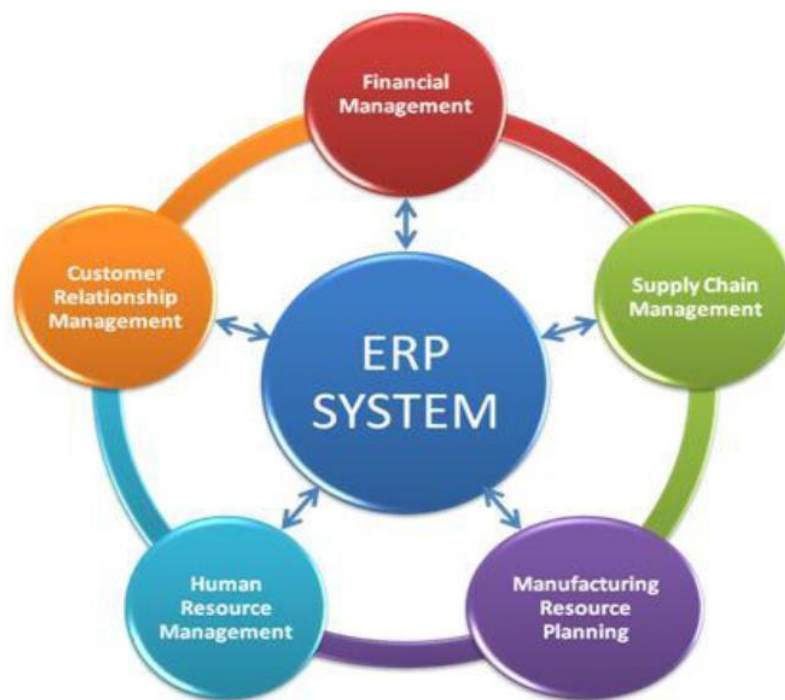 Financial
Management
Supply Chain
Management
Manufacturing
Resource
Planning
Human
Resource
Management
Customer
Relationship
Management
ERP
SYSTEM